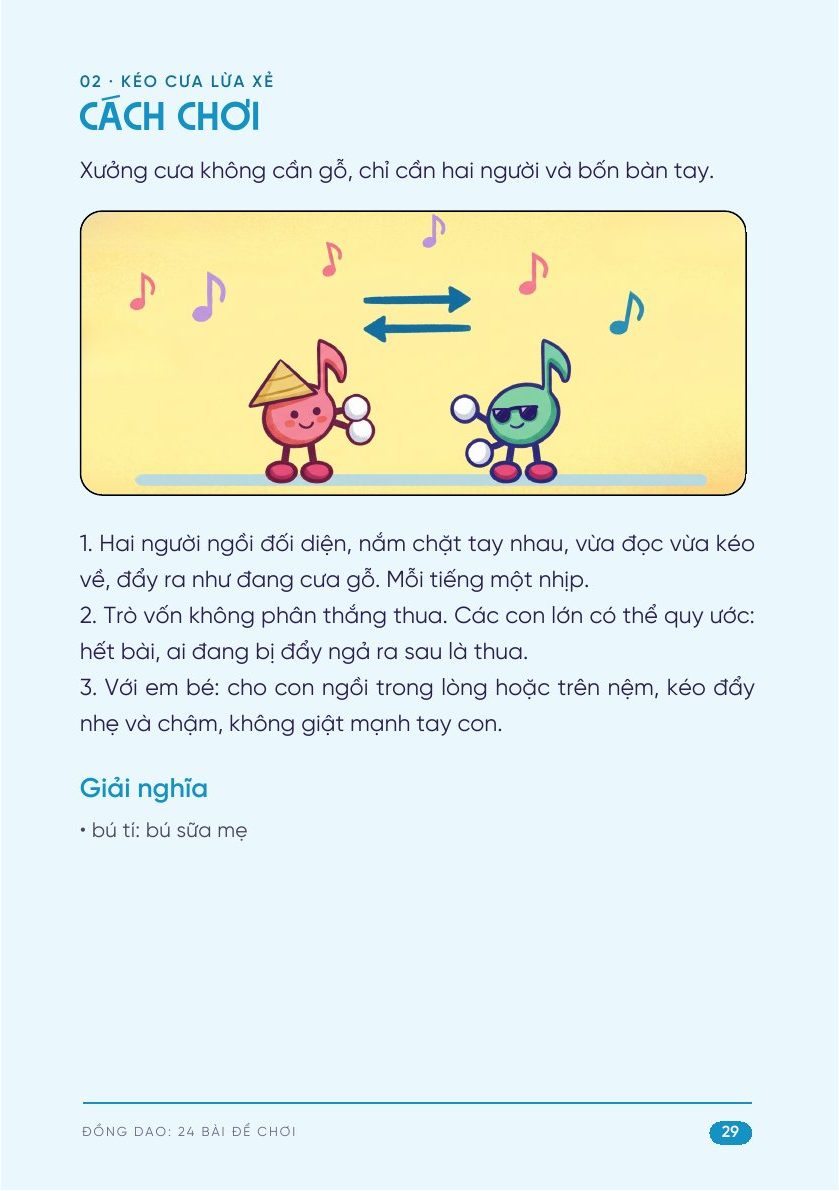 02 · KÉO CƯA LỪA XẺ
CÁCH CHƠI
Xưởng cưa không cần gỗ, chỉ cần hai người và bốn bàn tay.
1. Hai người ngồi đối diện, nắm chặt tay nhau, vừa đọc vừa kéo
về, đẩy ra như đang cưa gỗ. Mỗi tiếng một nhịp.
2. Trò vốn không phân thắng thua. Các con lớn có thể quy ước:
hết bài, ai đang bị đẩy ngả ra sau là thua.
3. Với em bé: cho con ngồi trong lòng hoặc trên nệm, kéo đẩy
nhẹ và chậm, không giật mạnh tay con.
Giải nghĩa
• bú tí: bú sữa mẹ
ĐỒNG DAO: 24 BÀI ĐỂ CHƠI
29